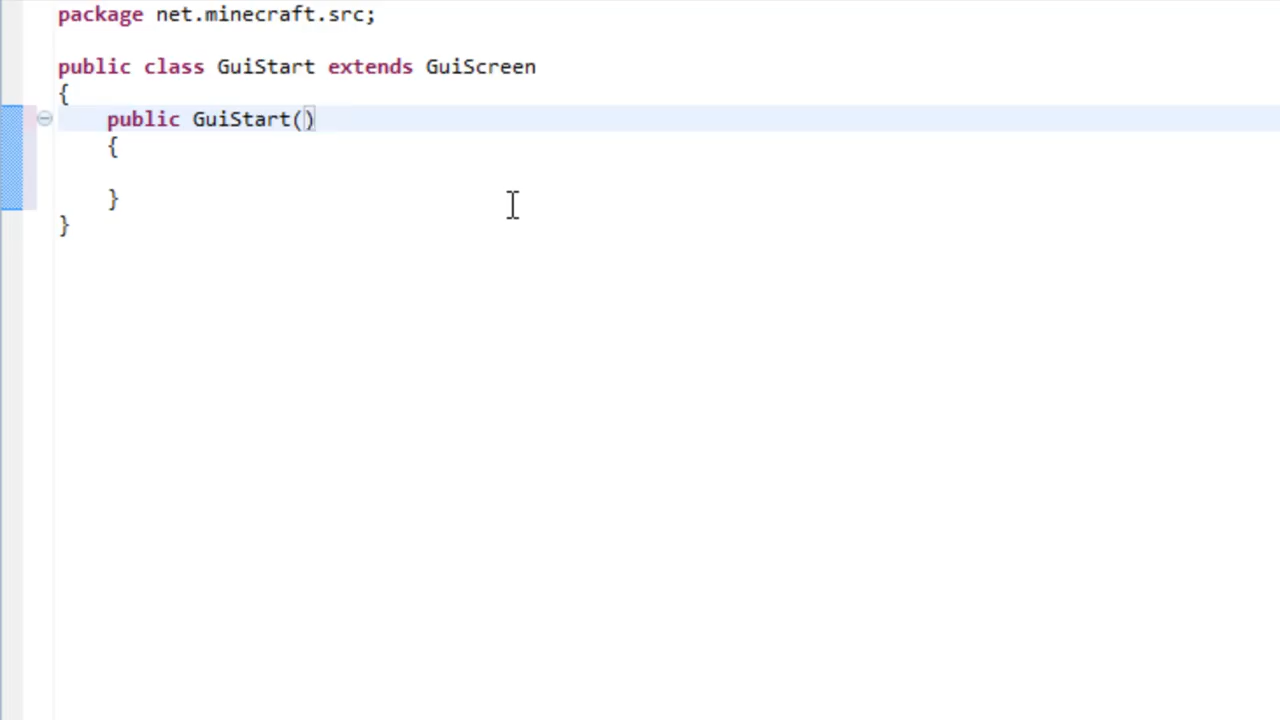 package net.minecraft.src;
public class GuiStart extends GuiScreen
{
public GuiStart()
{
}
}